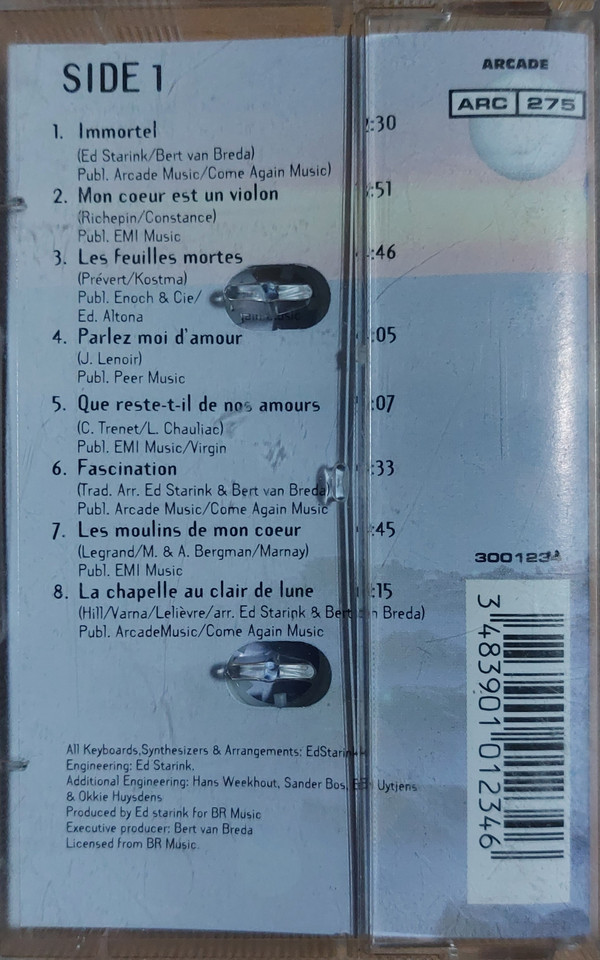 SIDE 1
ARCADE
ARC 275
1. Immortel :30
(Ed Starink/Bert van Breda)
Publ. Arcade Music/Come Again Music)
2. Mon coeur est un violon :51
(Richepin/Constance)
Publ. EMI Music
3. Les feuilles mortes :46
(Prévert/Kostma)
Publ. Enoch & Cie/
Ed. Altona
4. Parlez moi d'amour :05
(J. Lenoir)
Publ. Peer Music
5. Que reste-t-il de nos amours :07
(C. Trenet/L. Chauliac)
Publ. EMI Music/Virgin
6. Fascination :33
(Trad. Arr. Ed Starink & Bert van Breda)
Publ. Arcade Music/Come Again Music
7. Les moulins de mon coeur :45
(Legrand/M. & A. Bergman/Marnay)
Publ. EMI Music
8. La chapelle au clair de lune :15
(Hill/Varna/Lelièvre/arr. Ed Starink & Bert van Breda)
Publ. ArcadeMusic/Come Again Music
All Keyboards,Synthesizers & Arrangements: EdStarink
Engineering: Ed Starink.
Additional Engineering: Hans Weekhout, Sander Bos, Uytjens
& Okkie Huysdens
Produced by Ed starink for BR Music
Executive producer: Bert van Breda
Licensed from BR Music.
3001234
3 483901 012346